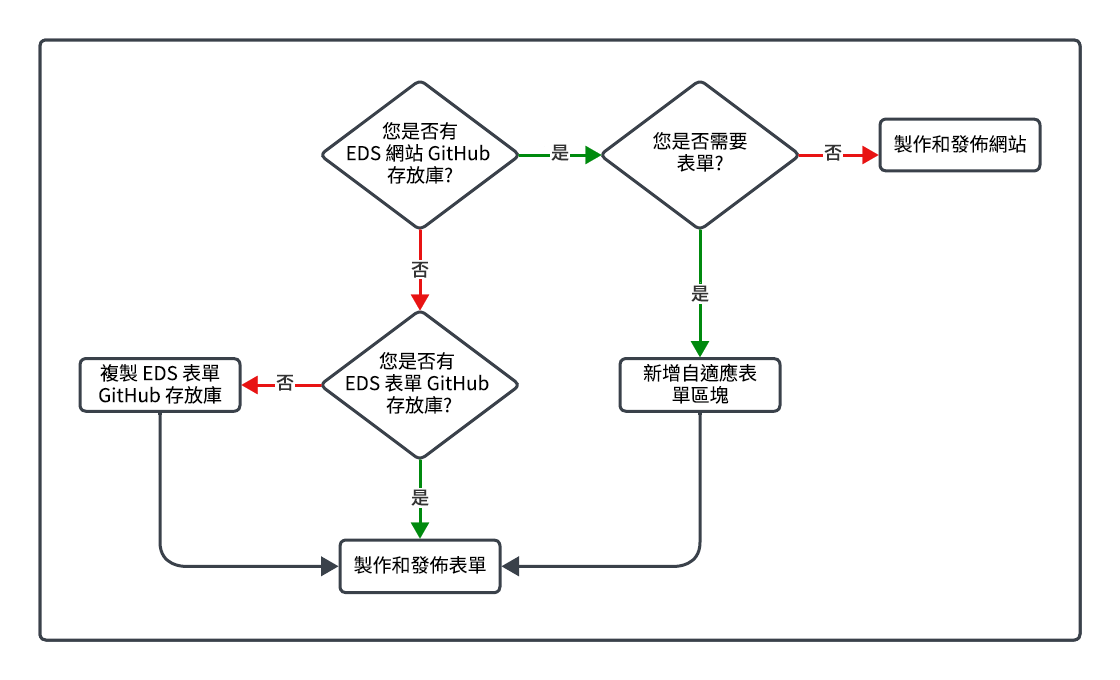 您是否有
EDS 網站 GitHub
存放庫?
是
您是否需要
表單?
否
製作和發佈網站
否
是
您是否有
EDS 表單 GitHub
存放庫?
否
複製 EDS 表單
GitHub 存放庫
新增自適應表
單區塊
是
製作和發佈表單